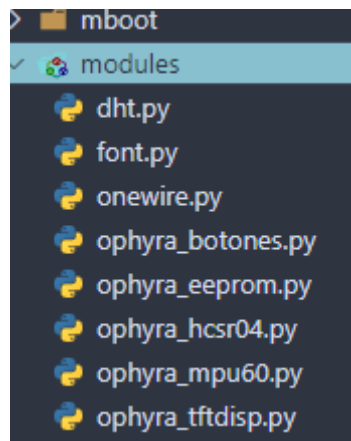 mboot
modules
dht.py
font.py
onewire.py
ophyra_botones.py
ophyra_eeprom.py
ophyra_hcsr04.py
ophyra_mpu60.py
ophyra_tftdisp.py